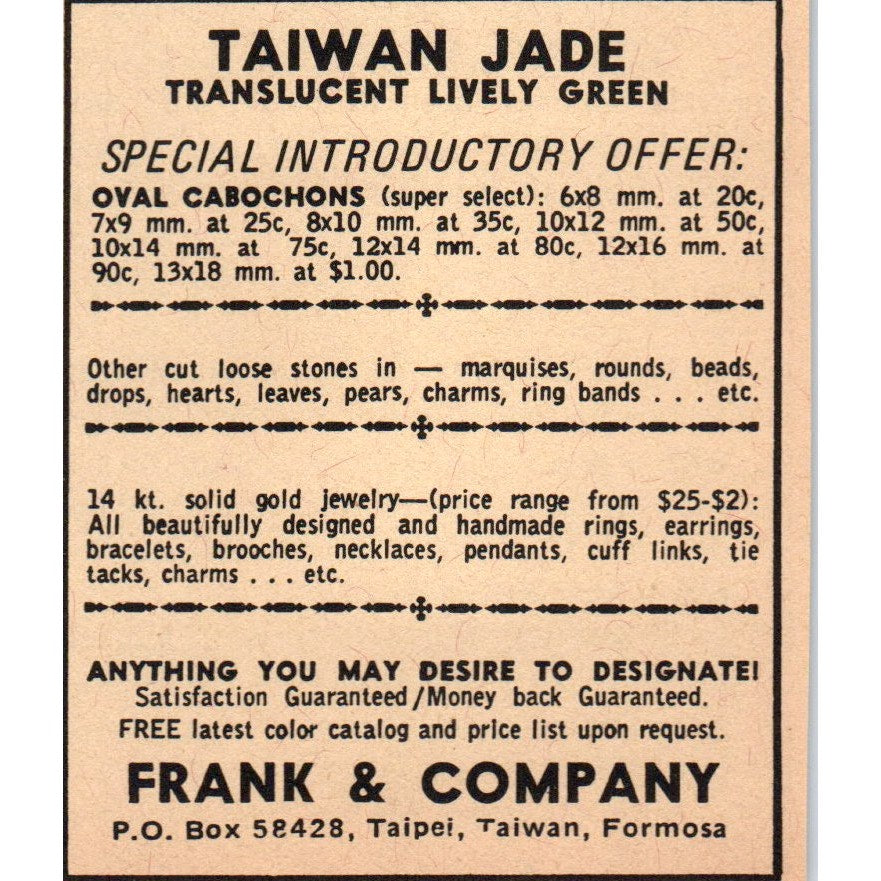 TAIWAN JADE
TRANSLUCENT LIVELY GREEN
SPECIAL INTRODUCTORY OFFER:
OVAL CABOCHONS (super select): 6x8 mm. at 20c,
7x9 mm. at 25c, 8x10 mm. at 35c, 10x12 mm. at 50c,
10x14 mm. at 75c, 12x14 mm. at 80c, 12x16 mm. at
90c, 13x18 mm. at $1.00.
Other cut loose stones in — marquises, rounds, beads,
drops, hearts, leaves, pears, charms, ring bands . . . etc.
14 kt. solid gold jewelry—(price range from $25-$2):
All beautifully designed and handmade rings, earrings,
bracelets, brooches, necklaces, pendants, cuff links, tie
tacks, charms . . . etc.
ANYTHING YOU MAY DESIRE TO DESIGNATE!
Satisfaction Guaranteed/Money back Guaranteed.
FREE latest color catalog and price list upon request.
FRANK & COMPANY
P.O. Box 58428, Taipei, Taiwan, Formosa